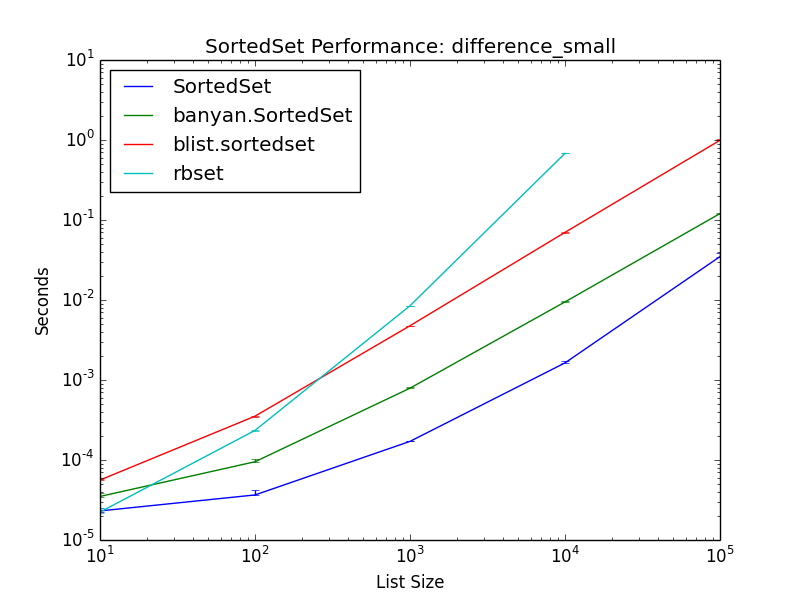 SortedSet Performance: difference_small
SortedSet
banyan.SortedSet
blist.sortedset
rbset
10^1
10^0
10^-1
10^-2
10^-3
10^-4
10^-5
Seconds
10^1 10^2 10^3 10^4 10^5
List Size